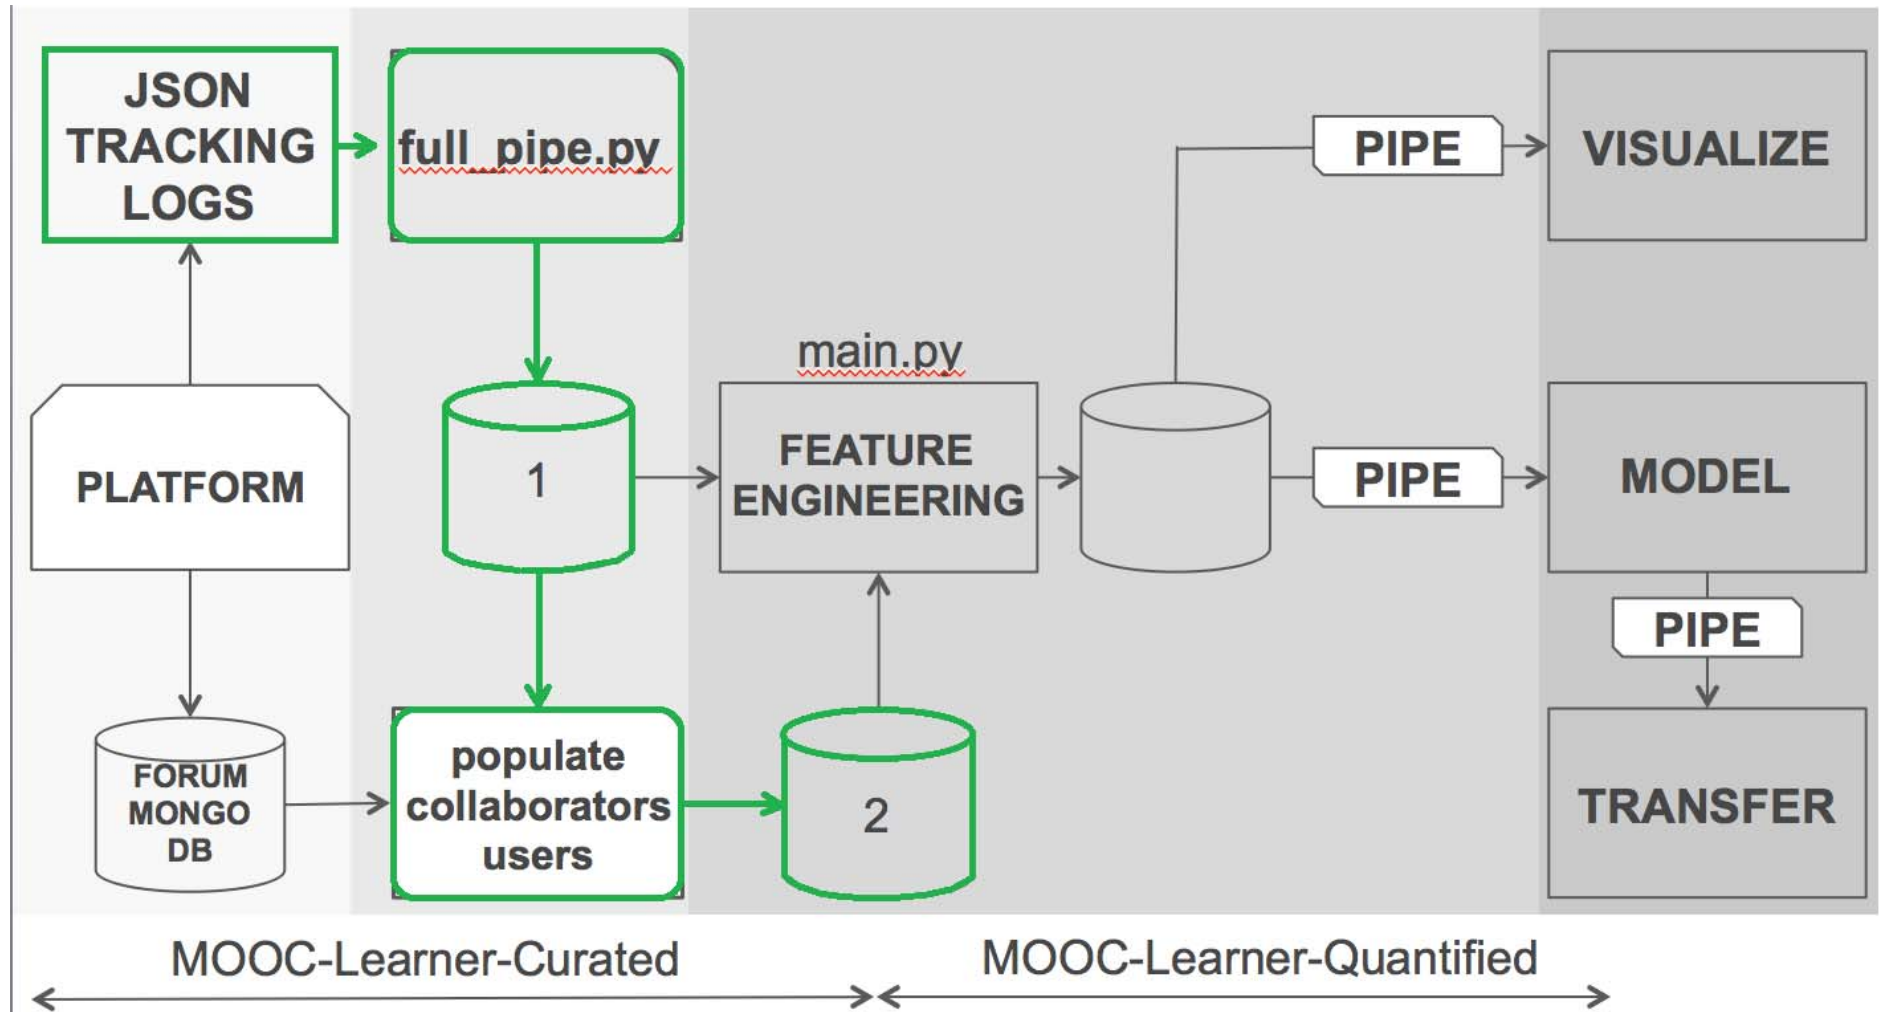 JSON
TRACKING
LOGS
full_pipe.py
PIPE
VISUALIZE
main.py
PLATFORM
1
FEATURE
ENGINEERING
PIPE
MODEL
PIPE
FORUM
MONGO
DB
populate
collaborators
users
2
TRANSFER
MOOC-Learner-Curated
MOOC-Learner-Quantified